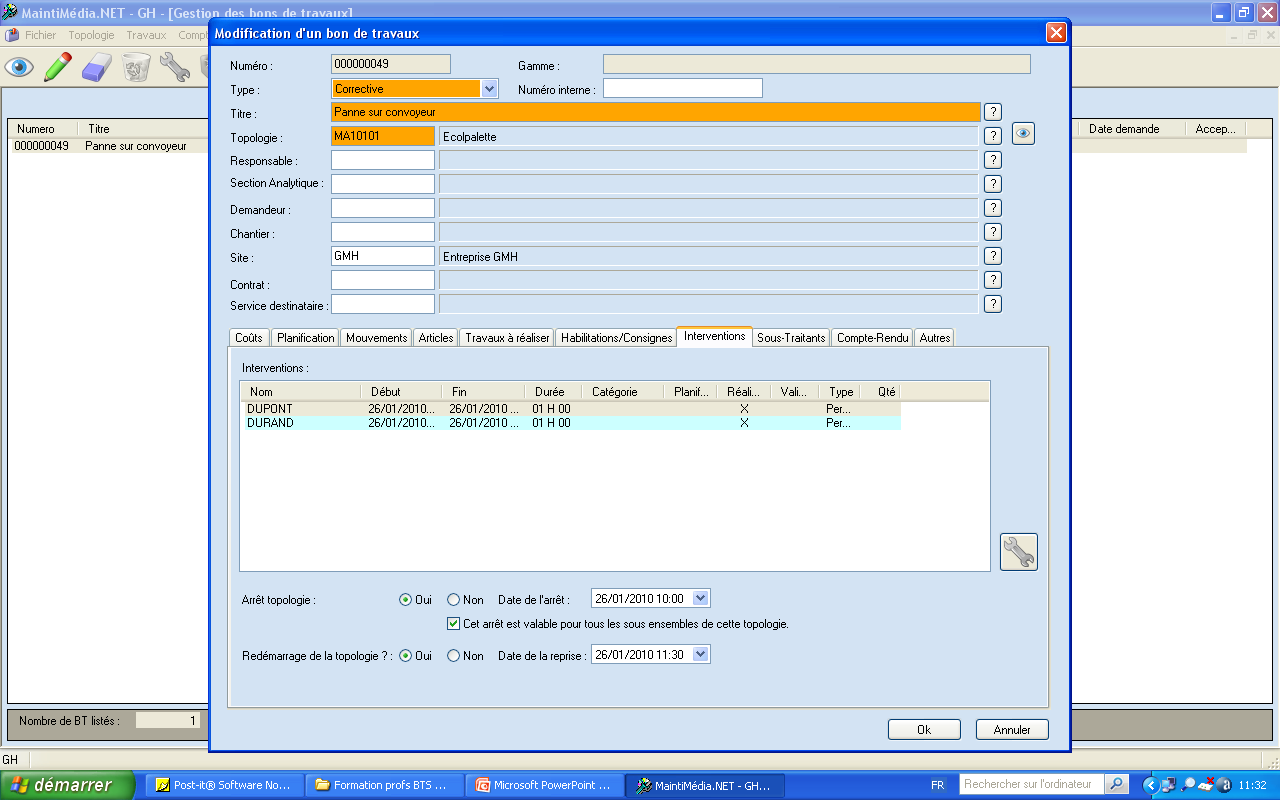 MaintiMédia.NET - GH - [Gestion des bons de travaux]
Fichier Topologie Travaux
Modification d'un bon de travaux
Numéro : 000000049 Gamme :
Type : Corrective Numéro interne :
Titre : Panne sur convoyeur ?
Topologie : MA10101 Ecolpalette ?
Responsable : ?
Section Analytique : ?
Demandeur : ?
Chantier : ?
Site : GMH Entreprise GMH ?
Contrat : ?
Service destinataire : ?
Numero Titre Date demande Accep...
000000049 Panne sur convoyeur
Coûts Planification Mouvements Articles Travaux à réaliser Habilitations/Consignes Interventions Sous-Traitants Compte-Rendu Autres
Interventions :
Nom Début Fin Durée Catégorie Planif... Réali... Vali... Type Qté
DUPONT 26/01/2010... 26/01/2010 ... 01 H 00 X Per...
DURAND 26/01/2010... 26/01/2010 ... 01 H 00 X Per...
Arrêt topologie : Oui Non Date de l'arrêt : 26/01/2010 10:00
Cet arrêt est valable pour tous les sous ensembles de cette topologie.
Redémarrage de la topologie ? : Oui Non Date de la reprise : 26/01/2010 11:30
Nombre de BT listés : 1
Ok Annuler
GH
démarrer Post-it® Software No... Formation profs BTS ... Microsoft PowerPoint ... MaintiMédia.NET - GH... FR Rechercher sur l'ordinateur 11:32